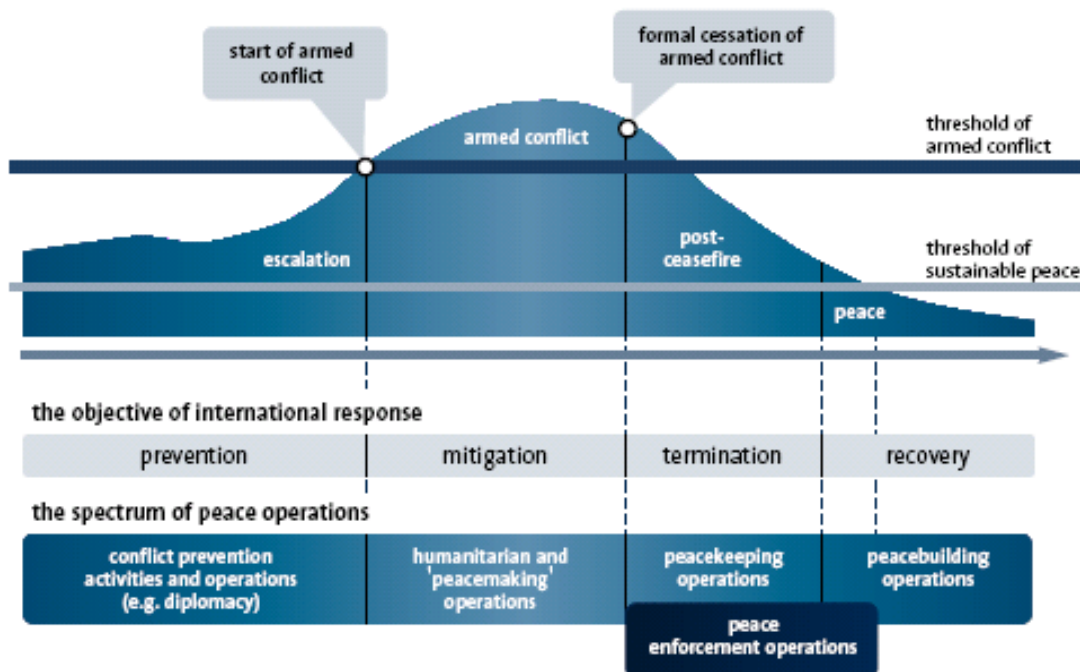 start of armed
conflict
formal cessation of
armed conflict
armed conflict
threshold of
armed conflict
escalation
post-
ceasefire
threshold of
sustainable peace
peace
the objective of international response
prevention
mitigation
termination
recovery
the spectrum of peace operations
conflict prevention
activities and operations
(e.g. diplomacy)
humanitarian and
'peacemaking'
operations
peacekeeping
operations
peacebuilding
operations
peace
enforcement operations